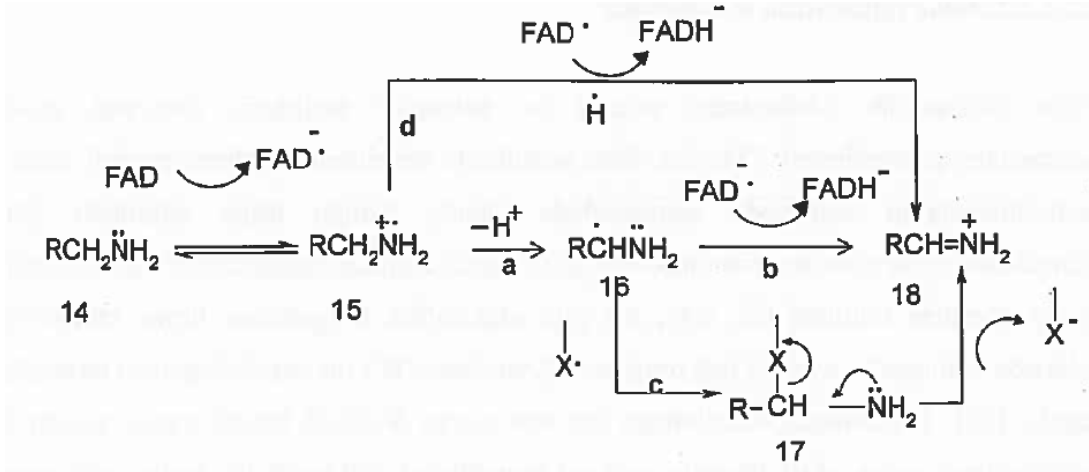 FAD·⁻ FADH⁻
d Ḣ
FAD FAD·⁻ FAD·⁻ FADH⁻
RCH₂N̈H₂ RCH₂N̈⁺H₂ −H⁺ RĊHN̈H₂ RCH=N⁺H₂
a b
14 15 16 18
X· X X⁻
c R–CH N̈H₂
17